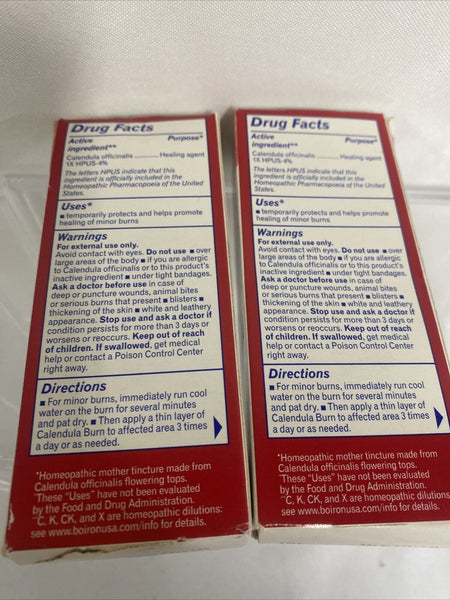 Drug Facts
Active Purpose*
ingredient**
Calendula officinalis .......... Healing agent
1X HPUS-4%
The letters HPUS indicate that this
ingredient is officially included in the
Homeopathic Pharmacopoeia of the United
States.
Uses*
■ temporarily protects and helps promote
healing of minor burns
Warnings
For external use only.
Avoid contact with eyes. Do not use ■ over
large areas of the body ■ if you are allergic
to Calendula officinalis or to this product's
inactive ingredient ■ under tight bandages.
Ask a doctor before use in case of
deep or puncture wounds, animal bites
or serious burns that present ■ blisters ■
thickening of the skin ■ white and leathery
appearance. Stop use and ask a doctor if
condition persists for more than 3 days or
worsens or reoccurs. Keep out of reach
of children. If swallowed, get medical
help or contact a Poison Control Center
right away.
Directions
■ For minor burns, immediately run cool
water on the burn for several minutes
and pat dry. ■ Then apply a thin layer of
Calendula Burn to affected area 3 times
a day or as needed.
*Homeopathic mother tincture made from
Calendula officinalis flowering tops.
"These "Uses" have not been evaluated
by the Food and Drug Administration.
"C, K, CK, and X are homeopathic dilutions:
see www.boironusa.com/info for details.
Drug Facts
Active Purpose*
ingredient**
Calendula officinalis .......... Healing agent
1X HPUS-4%
The letters HPUS indicate that this
ingredient is officially included in the
Homeopathic Pharmacopoeia of the United
States.
Uses*
■ temporarily protects and helps promote
healing of minor burns
Warnings
For external use only.
Avoid contact with eyes. Do not use ■ over
large areas of the body ■ if you are allergic
to Calendula officinalis or to this product's
inactive ingredient ■ under tight bandages.
Ask a doctor before use in case of
deep or puncture wounds, animal bites
or serious burns that present ■ blisters ■
thickening of the skin ■ white and leathery
appearance. Stop use and ask a doctor if
condition persists for more than 3 days or
worsens or reoccurs. Keep out of reach
of children. If swallowed, get medical
help or contact a Poison Control Center
right away.
Directions
■ For minor burns, immediately run cool
water on the burn for several minutes
and pat dry. ■ Then apply a thin layer of
Calendula Burn to affected area 3 times
a day or as needed.
*Homeopathic mother tincture made from
Calendula officinalis flowering tops.
"These "Uses" have not been evaluated
by the Food and Drug Administration.
"C, K, CK, and X are homeopathic dilutions
see www.boironusa.com/info for details.